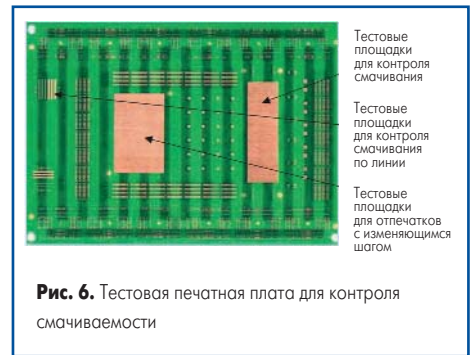 Тестовые
площадки
для контроля
смачивания
Тестовые
площадки
для контроля
смачивания
по линии
Тестовые
площадки
для отпечатков
с изменяющимся
шагом
Рис. 6. Тестовая печатная плата для контроля
смачиваемости